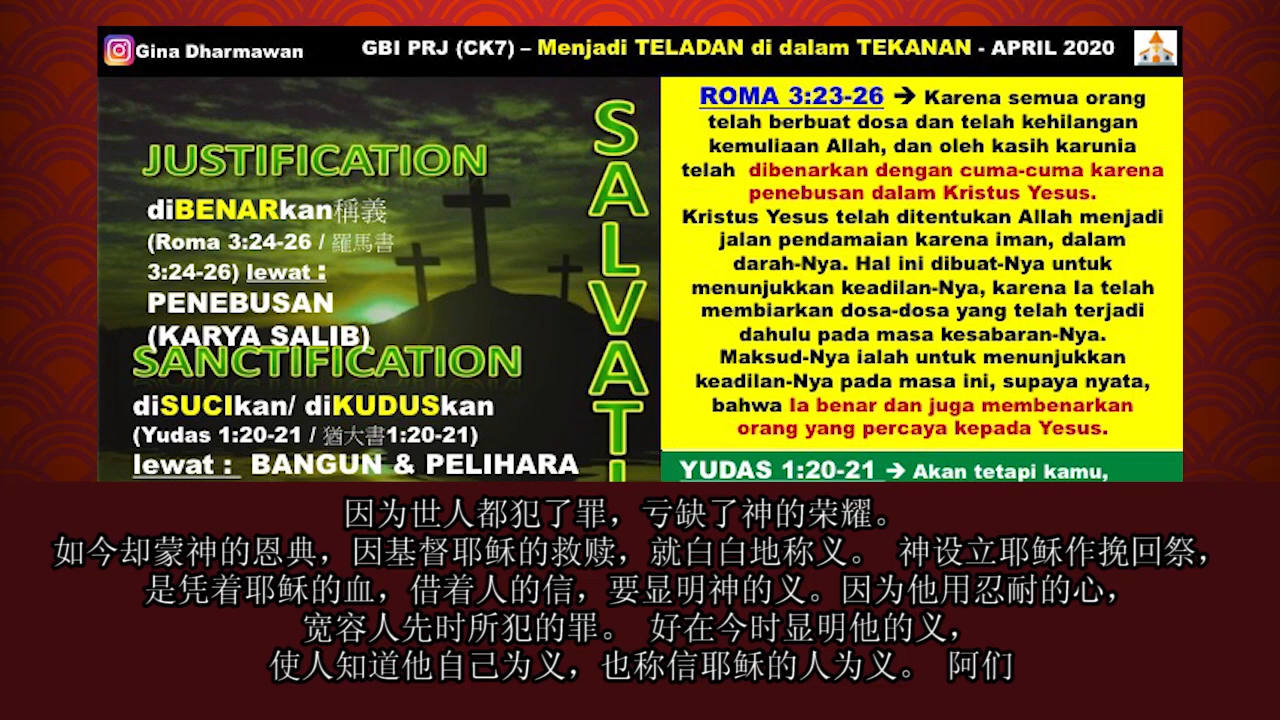 Gina Dharmawan
GBI PRJ (CK7) – Menjadi TELADAN di dalam TEKANAN - APRIL 2020
JUSTIFICATION
diBENARkan稱義
(Roma 3:24-26 / 羅馬書
3:24-26) lewat :
PENEBUSAN
(KARYA SALIB)
SANCTIFICATION
diSUCIkan/ diKUDUSkan
(Yudas 1:20-21 / 猶大書1:20-21)
lewat : BANGUN & PELIHARA
SALVATI
ROMA 3:23-26 → Karena semua orang
telah berbuat dosa dan telah kehilangan
kemuliaan Allah, dan oleh kasih karunia
telah dibenarkan dengan cuma-cuma karena
penebusan dalam Kristus Yesus.
Kristus Yesus telah ditentukan Allah menjadi
jalan pendamaian karena iman, dalam
darah-Nya. Hal ini dibuat-Nya untuk
menunjukkan keadilan-Nya, karena Ia telah
membiarkan dosa-dosa yang telah terjadi
dahulu pada masa kesabaran-Nya.
Maksud-Nya ialah untuk menunjukkan
keadilan-Nya pada masa ini, supaya nyata,
bahwa Ia benar dan juga membenarkan
orang yang percaya kepada Yesus.
YUDAS 1:20-21 → Akan tetapi kamu,
因为世人都犯了罪，亏缺了神的荣耀。
如今却蒙神的恩典，因基督耶稣的救赎，就白白地称义。 神设立耶稣作挽回祭，
是凭着耶稣的血，借着人的信，要显明神的义。因为他用忍耐的心，
宽容人先时所犯的罪。 好在今时显明他的义，
使人知道他自己为义，也称信耶稣的人为义。 阿们